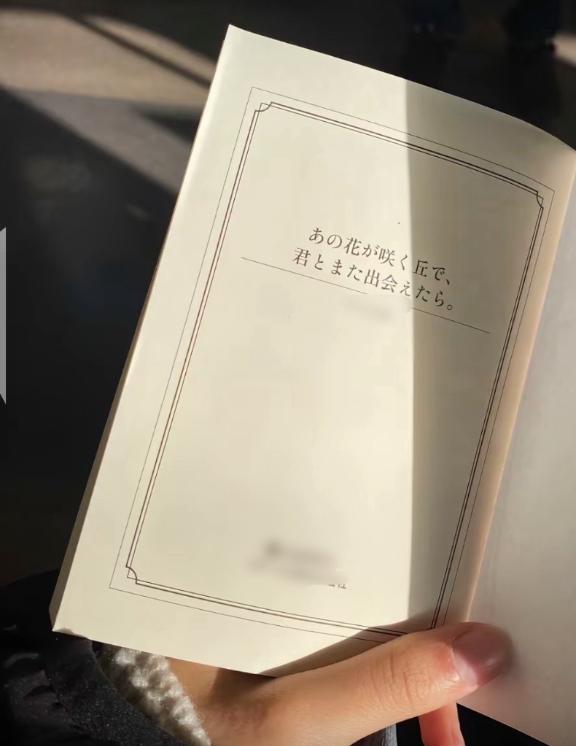 あの花が咲く丘で、
君とまた出会えたら。